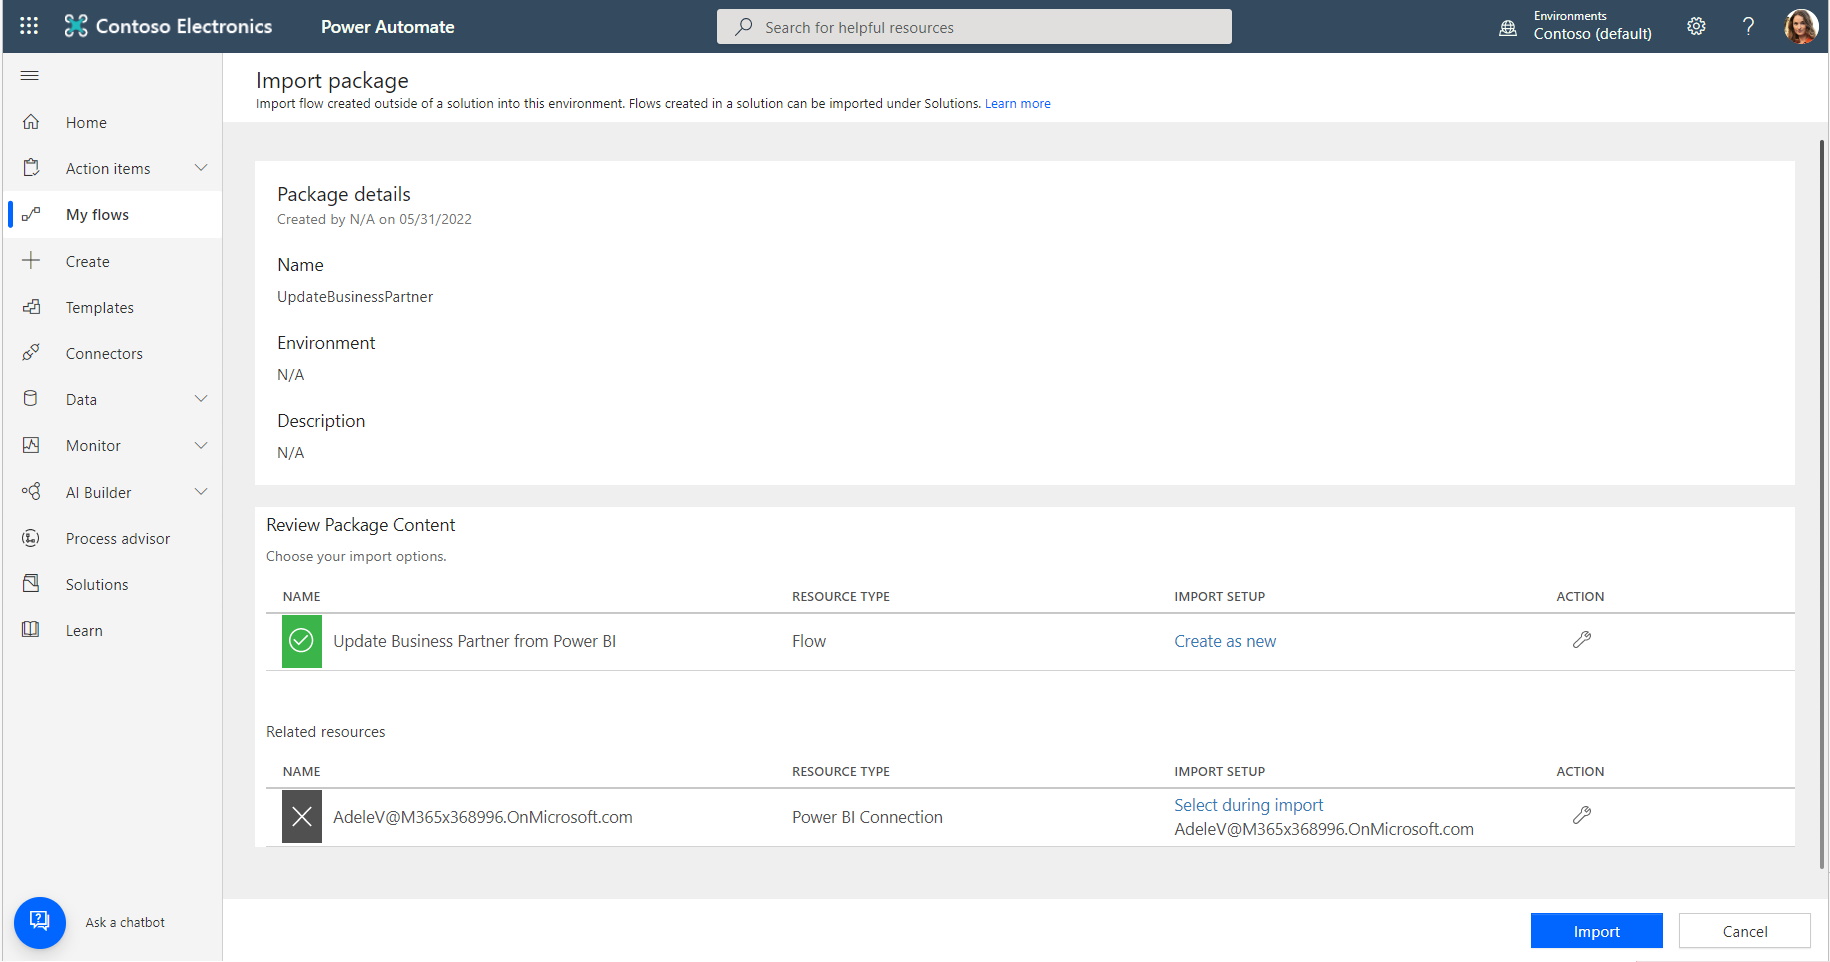 Contoso Electronics
Power Automate
Search for helpful resources
Environments
Contoso (default)
?
Home
Action items
My flows
Create
Templates
Connectors
Data
Monitor
AI Builder
Process advisor
Solutions
Learn
Ask a chatbot
Import package
Import flow created outside of a solution into this environment. Flows created in a solution can be imported under Solutions. Learn more
Package details
Created by N/A on 05/31/2022
Name
UpdateBusinessPartner
Environment
N/A
Description
N/A
Review Package Content
Choose your import options.
NAME RESOURCE TYPE IMPORT SETUP ACTION
Update Business Partner from Power BI Flow Create as new
Related resources
NAME RESOURCE TYPE IMPORT SETUP ACTION
AdeleV@M365x368996.OnMicrosoft.com Power BI Connection Select during import
AdeleV@M365x368996.OnMicrosoft.com
Import Cancel